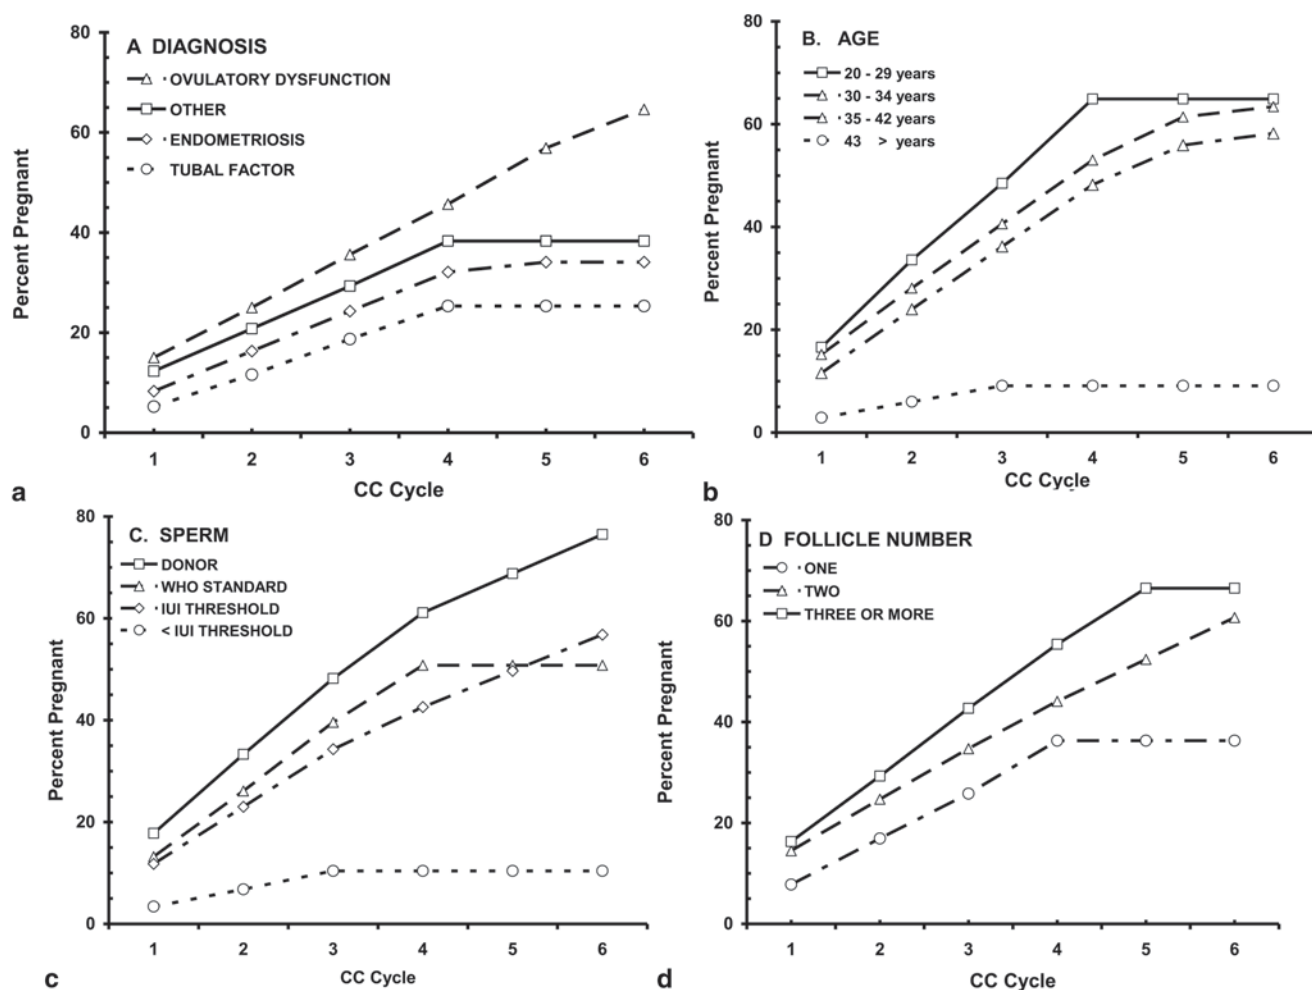 A DIAGNOSIS
OVULATORY DYSFUNCTION
OTHER
ENDOMETRIOSIS
TUBAL FACTOR
Percent Pregnant
80
60
40
20
0
1 2 3 4 5 6
CC Cycle
a
B. AGE
20 - 29 years
30 - 34 years
35 - 42 years
43 > years
Percent Pregnant
80
60
40
20
0
1 2 3 4 5 6
CC Cycle
b
C. SPERM
DONOR
WHO STANDARD
IUI THRESHOLD
< IUI THRESHOLD
Percent Pregnant
80
60
40
20
0
1 2 3 4 5 6
CC Cycle
c
D FOLLICLE NUMBER
ONE
TWO
THREE OR MORE
Percent Pregnant
80
60
40
20
0
1 2 3 4 5 6
CC Cycle
d